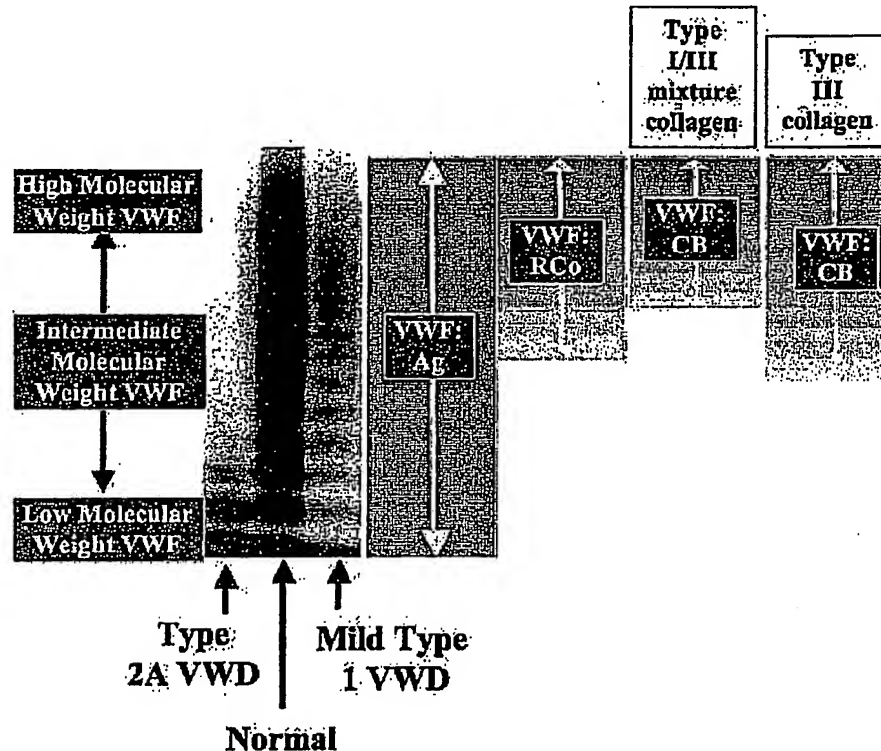 Type
I/III
mixture
collagen
Type
III
collagen
High Molecular
Weight VWF
VWF:
RCo
VWF:
CB
VWF:
CB
Intermediate
Molecular
Weight VWF
VWF:
Ag
Low Molecular
Weight VWF
Type
2A VWD
Mild Type
1 VWD
Normal